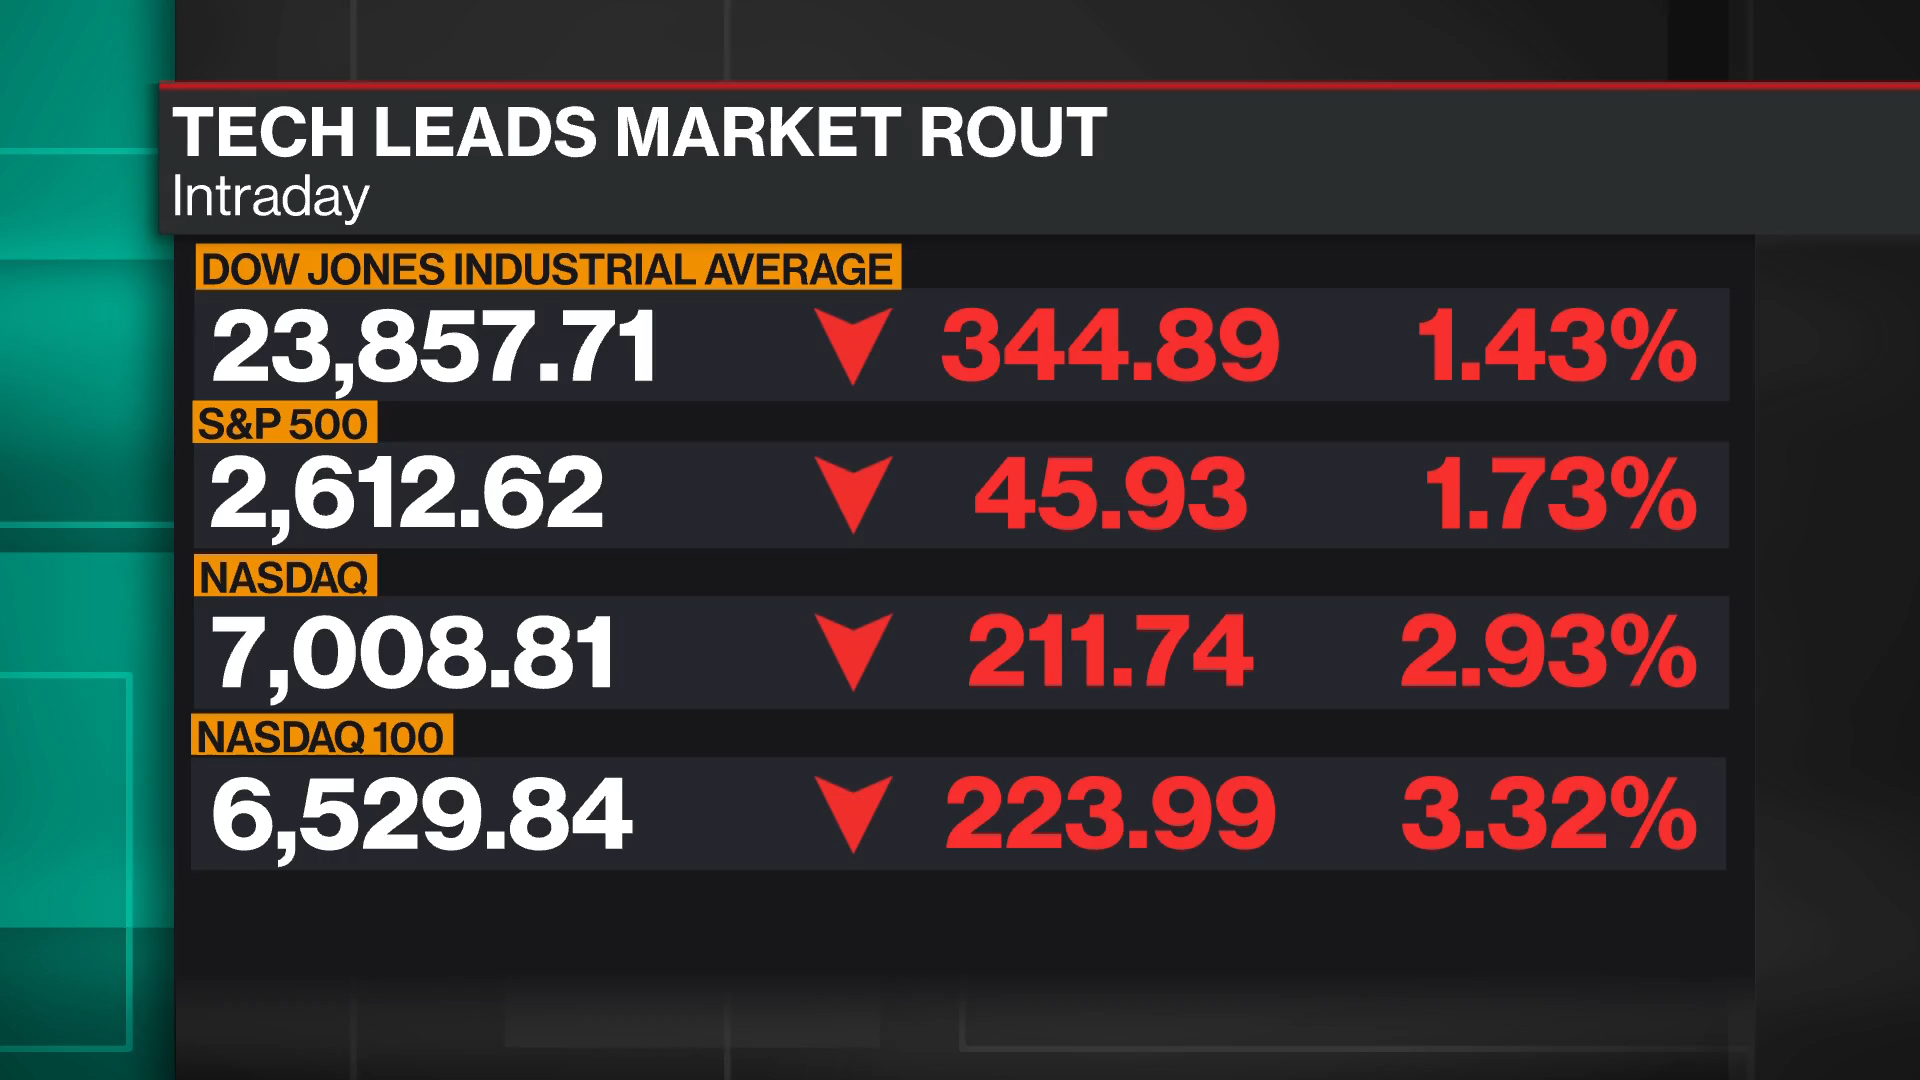 TECH LEADS MARKET ROUT
Intraday
DOW JONES INDUSTRIAL AVERAGE
23,857.71 344.89 1.43%
S&P 500
2,612.62 45.93 1.73%
NASDAQ
7,008.81 211.74 2.93%
NASDAQ 100
6,529.84 223.99 3.32%